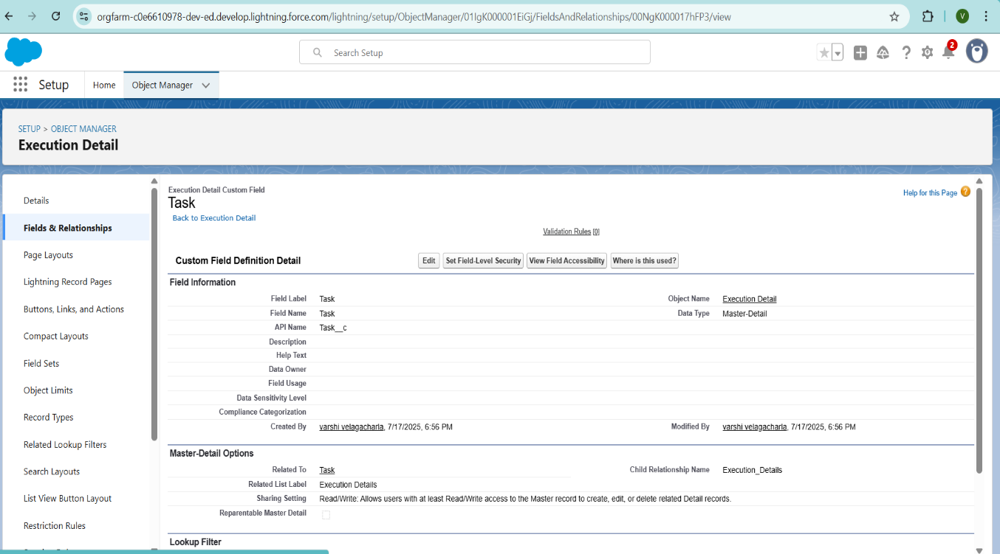 orgfarm-c0e6610978-dev-ed.develop.lightning.force.com/lightning/setup/ObjectManager/01IgK000001EiGj/FieldsAndRelationships/00NgK000017hFP3/view
V
Search Setup
2
Setup Home Object Manager
SETUP > OBJECT MANAGER
Execution Detail
Details
Fields & Relationships
Page Layouts
Lightning Record Pages
Buttons, Links, and Actions
Compact Layouts
Field Sets
Object Limits
Record Types
Related Lookup Filters
Search Layouts
List View Button Layout
Restriction Rules
Execution Detail Custom Field
Task
Help for this Page ?
Back to Execution Detail
Validation Rules [0]
Custom Field Definition Detail Edit Set Field-Level Security View Field Accessibility Where is this used?
Field Information
Field Label Task Object Name Execution Detail
Field Name Task Data Type Master-Detail
API Name Task__c
Description
Help Text
Data Owner
Field Usage
Data Sensitivity Level
Compliance Categorization
Created By varshi velagacharla, 7/17/2025, 6:56 PM Modified By varshi velagacharla, 7/17/2025, 6:56 PM
Master-Detail Options
Related To Task Child Relationship Name Execution_Details
Related List Label Execution Details
Sharing Setting Read/Write: Allows users with at least Read/Write access to the Master record to create, edit, or delete related Detail records.
Reparentable Master Detail
Lookup Filter